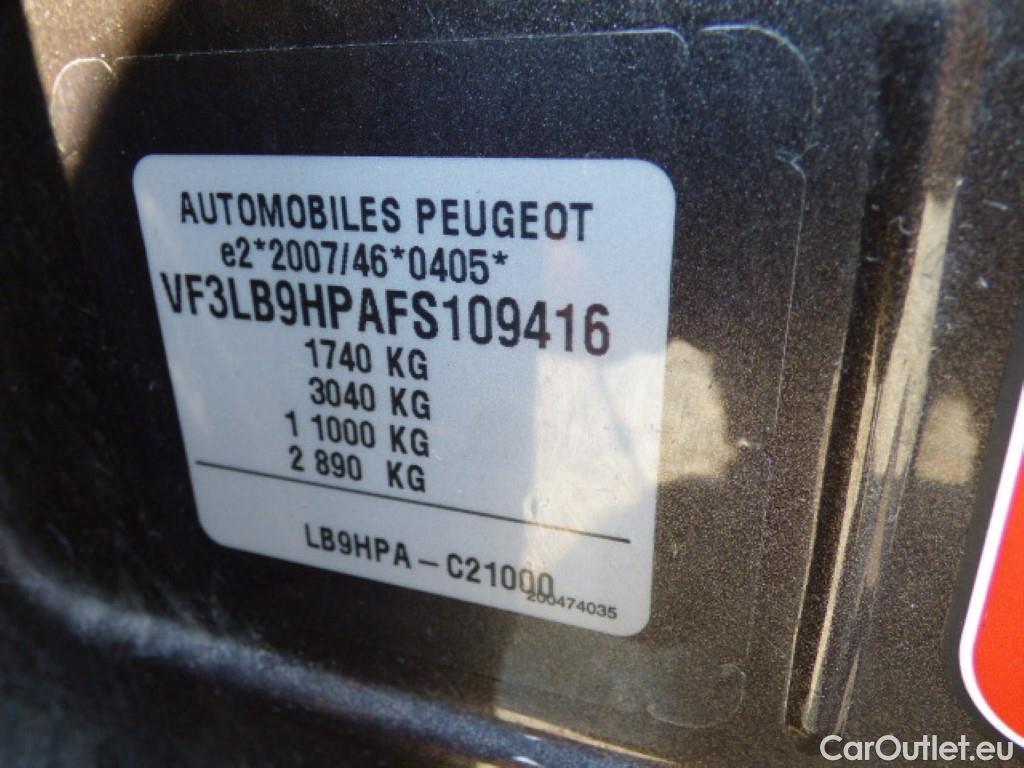 AUTOMOBILES PEUGEOT
e2*2007/46*0405*
VF3LB9HPAFS109416
1740 KG
3040 KG
1 1000 KG
2 890 KG
LB9HPA - C21000
200474035
CarOutlet.eu